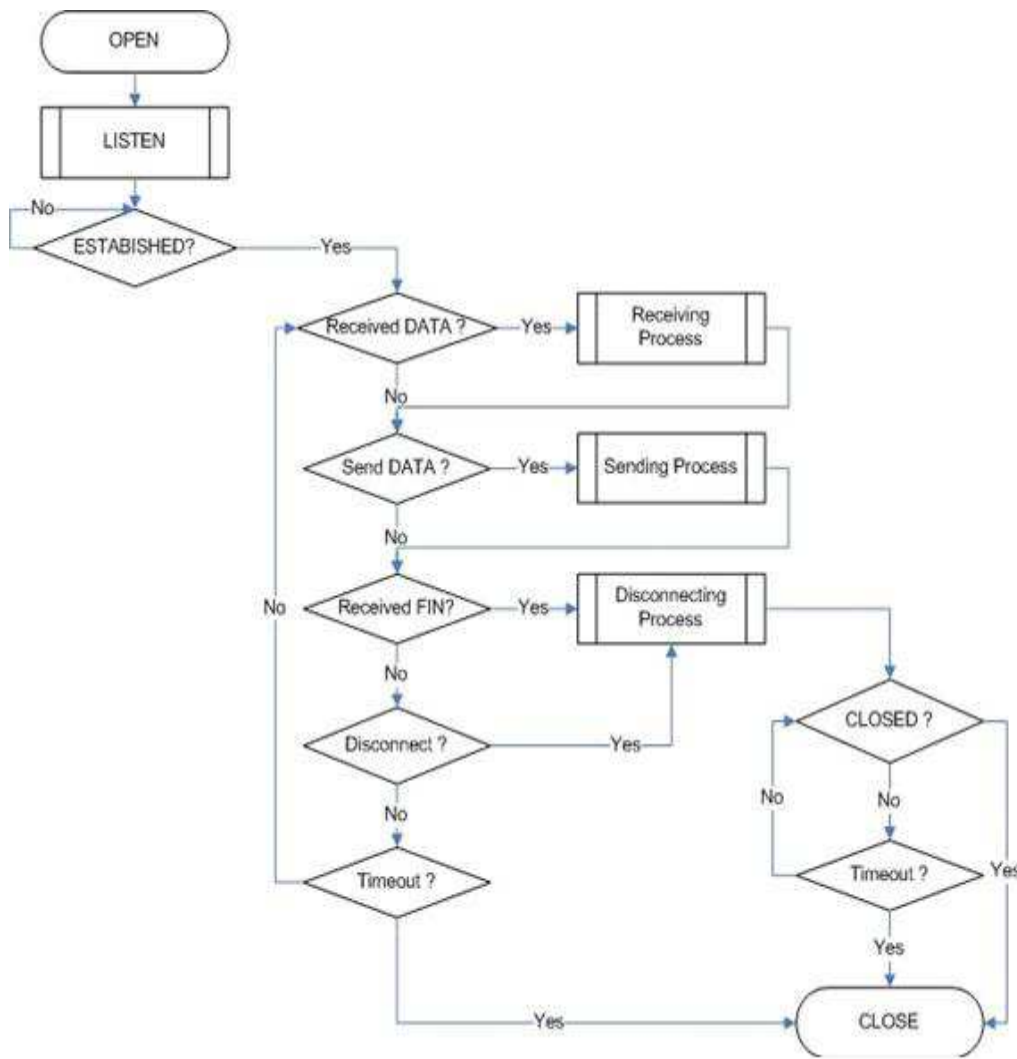 OPEN
LISTEN
No
ESTABISHED?
Yes
Received DATA ?
Yes
Receiving
Process
No
Send DATA ?
Yes
Sending Process
No
Received FIN?
Yes
Disconnecting
Process
No
No
Disconnect ?
Yes
CLOSED ?
No
No
No
Timeout ?
Timeout ?
Yes
Yes
Yes
CLOSE